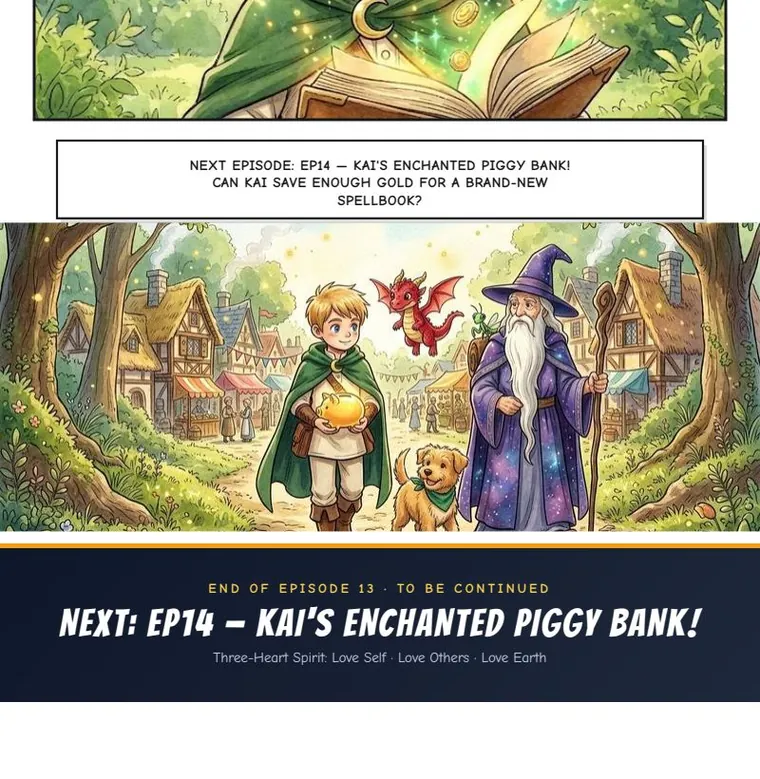 NEXT EPISODE: EP14 — KAI'S ENCHANTED PIGGY BANK!
CAN KAI SAVE ENOUGH GOLD FOR A BRAND-NEW
SPELLBOOK?
END OF EPISODE 13 · TO BE CONTINUED
NEXT: EP14 — KAI'S ENCHANTED PIGGY BANK!
Three-Heart Spirit: Love Self · Love Others · Love Earth